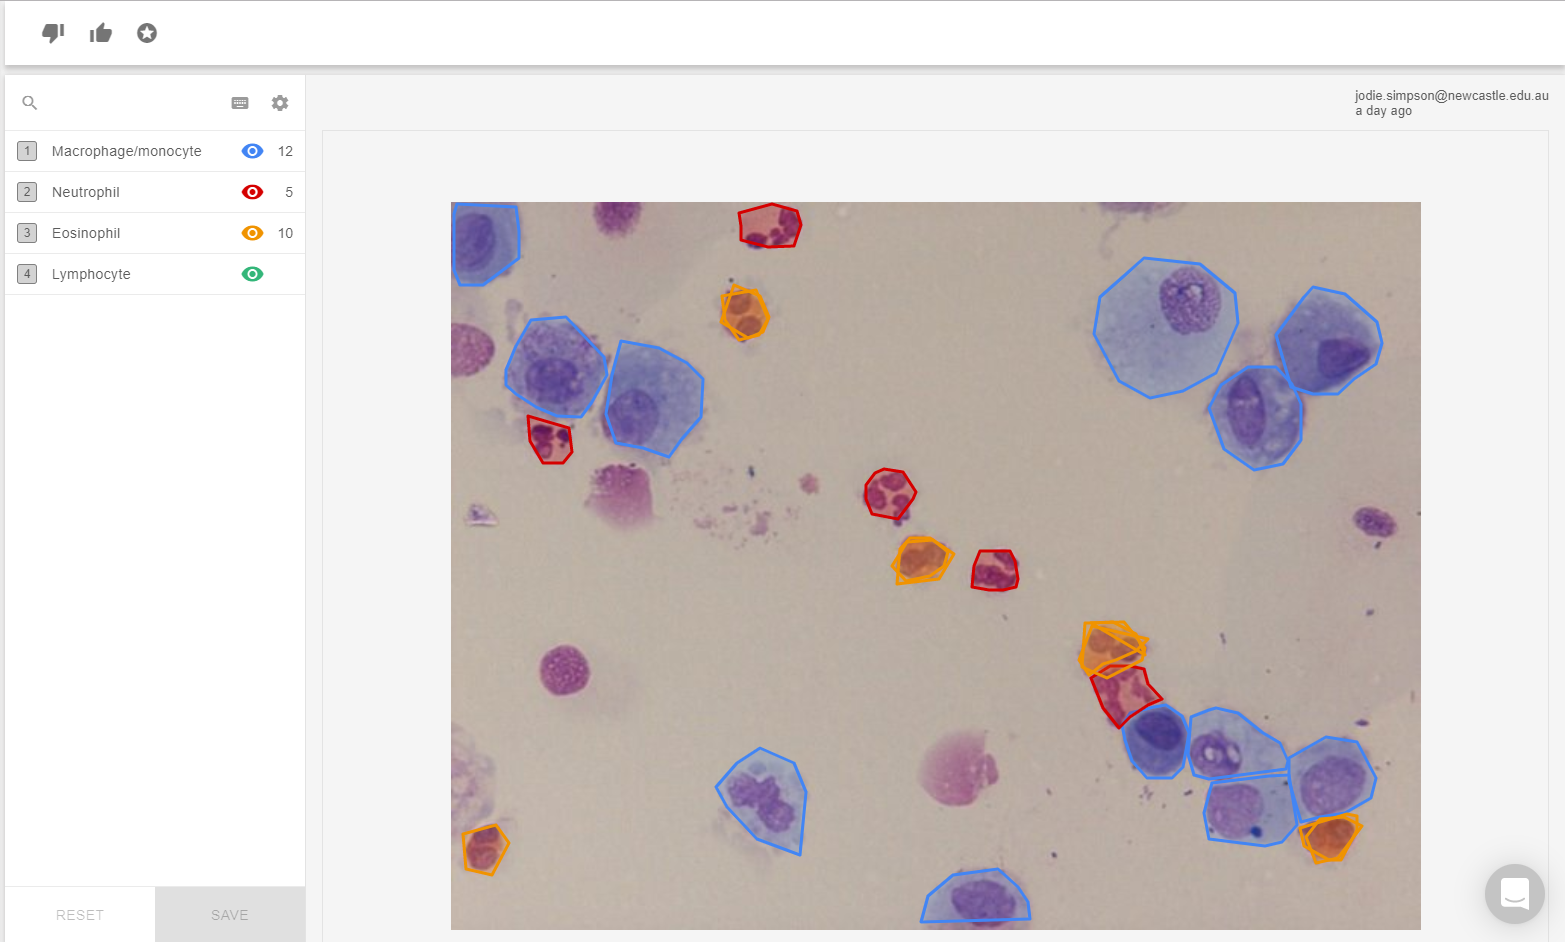 jodie.simpson@newcastle.edu.au
a day ago
1 Macrophage/monocyte 12
2 Neutrophil 5
3 Eosinophil 10
4 Lymphocyte
RESET SAVE